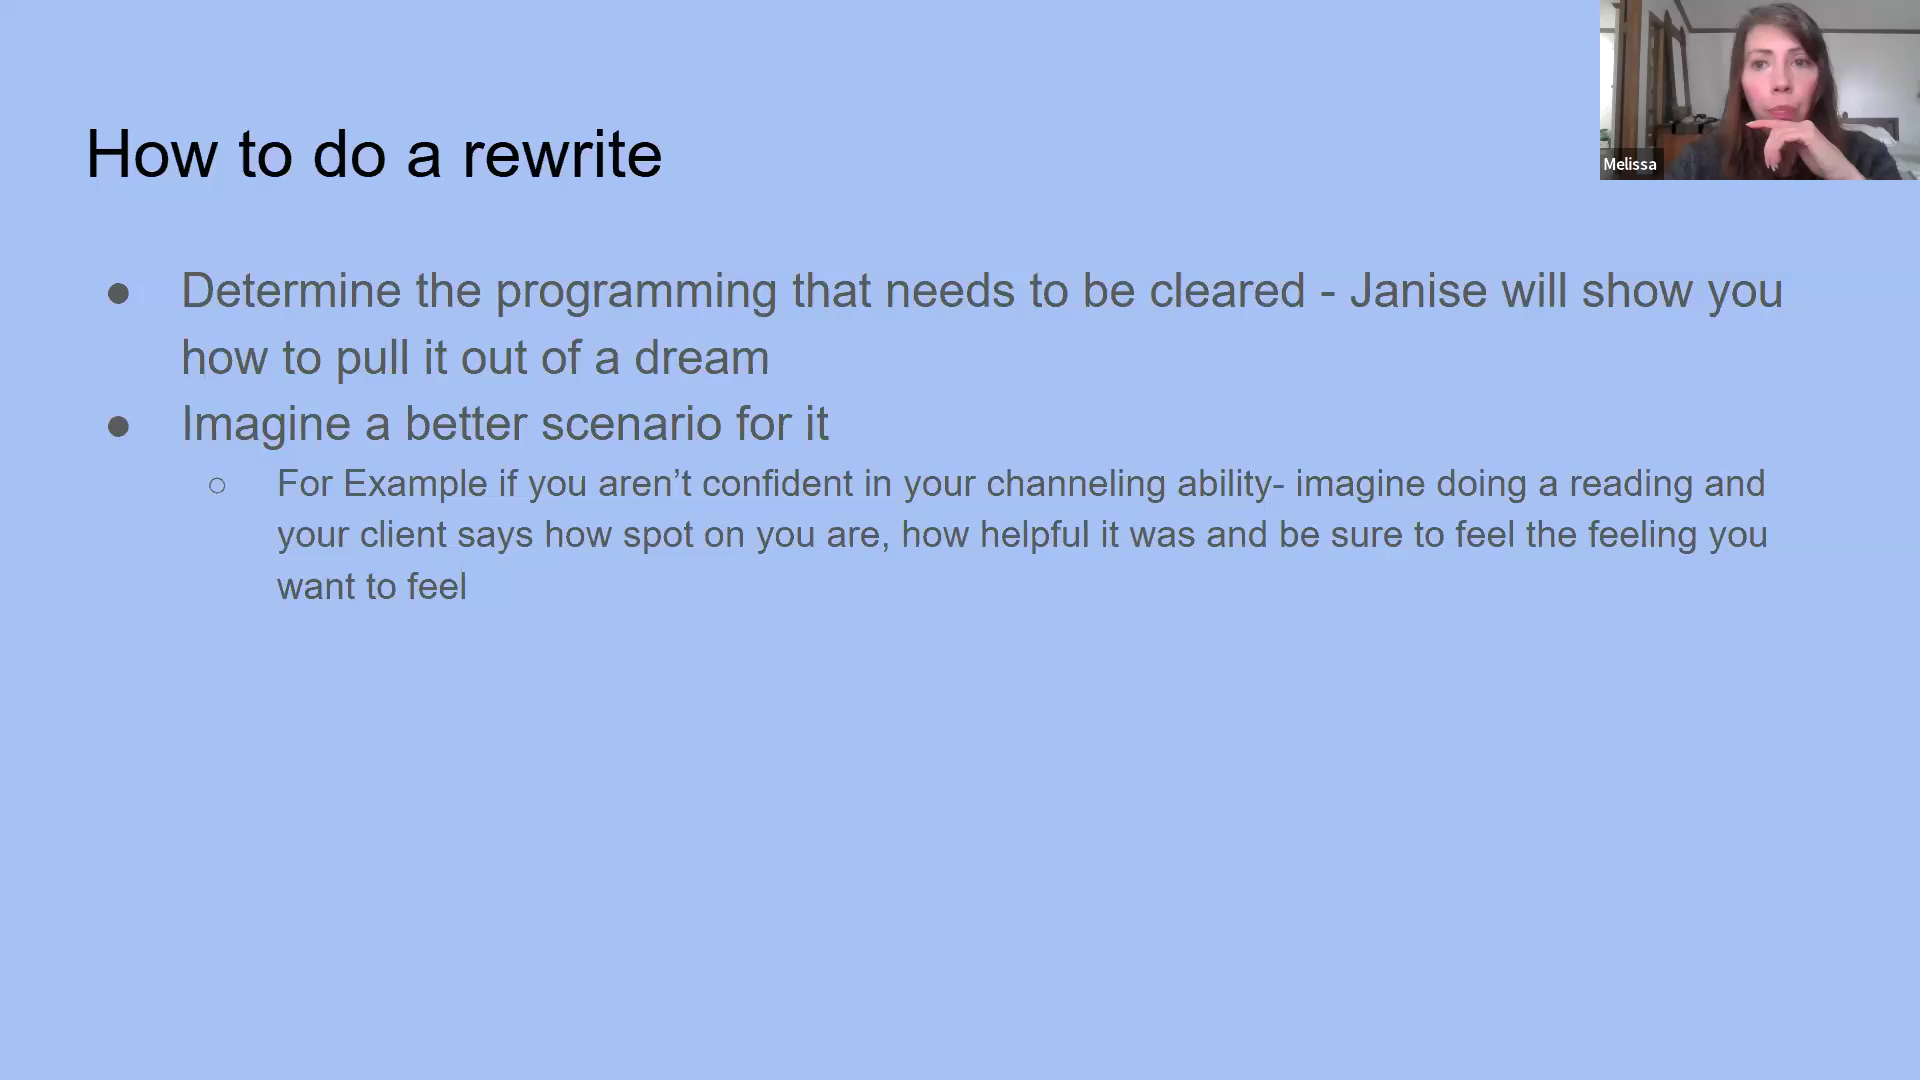 How to do a rewrite
● Determine the programming that needs to be cleared - Janise will show you
how to pull it out of a dream
● Imagine a better scenario for it
○ For Example if you aren’t confident in your channeling ability- imagine doing a reading and
your client says how spot on you are, how helpful it was and be sure to feel the feeling you
want to feel
Melissa